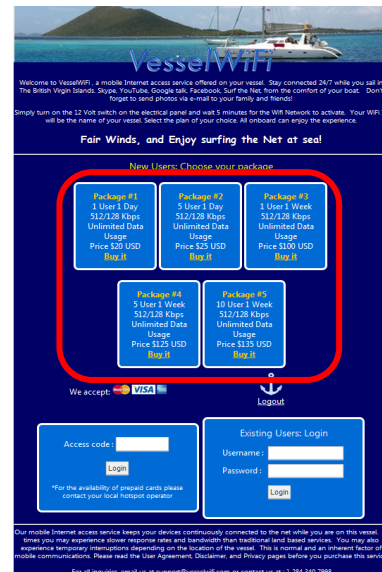 VesselWiFi
Welcome to VesselWiFi , a mobile Internet access service offered on your vessel.  Stay connected 24/7 while you sail in
The British Virgin Islands. Skype, YouTube, Google talk, Facebook, Surf the Net, from the comfort of your boat.  Don't
forget to send photos via e-mail to your family and friends!
Simply turn on the 12 Volt switch on the electrical panel and wait 5 minutes for the Wifi Network to activate.  Your WiFi
will be the name of your vessel. Select the plan of your choice. All onboard can enjoy the experience.
Fair Winds, and Enjoy surfing the Net at sea!
New Users: Choose your package
Package #1
1 User 1 Day
512/128 Kbps
Unlimited Data
Usage
Price $20 USD
Buy it
Package #2
5 User 1 Day
512/128 Kbps
Unlimited Data
Usage
Price $25 USD
Buy it
Package #3
1 User 1 Week
512/128 Kbps
Unlimited Data
Usage
Price $100 USD
Buy it
Package #4
5 User 1 Week
512/128 Kbps
Unlimited Data
Usage
Price $125 USD
Buy it
Package #5
10 User 1 Week
512/128 Kbps
Unlimited Data
Usage
Price $135 USD
Buy it
We accept:
VISA
Logout
Access code :
Login
*For the availability of prepaid cards please
contact your local hotspot operator
Existing Users: Login
Username :
Password :
Login
Our mobile Internet access service keeps your devices continuously connected to the net while you are on this vessel.
times you may experience slower response rates and bandwidth than traditional land based services.  You may also
experience temporary interruptions depending on the location of the vessel.  This is normal and an inherent factor of
mobile communications. Please read the User Agreement, Disclaimer, and Privacy pages before you purchase this servic